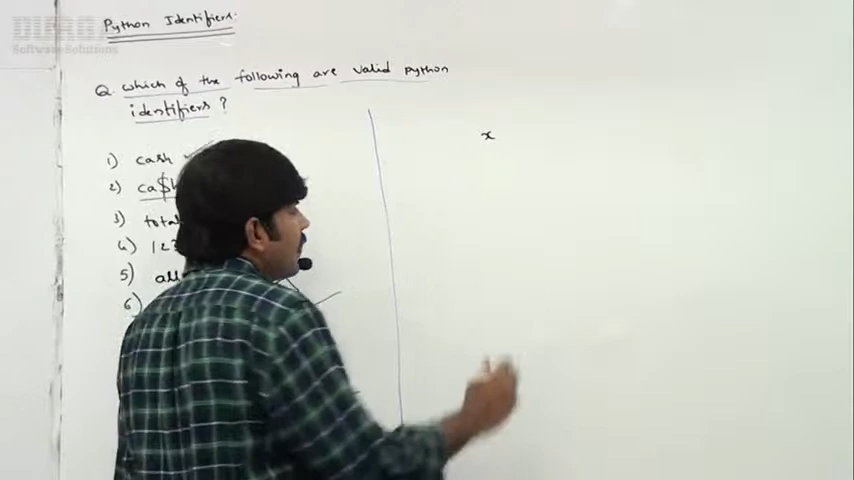 DURGA
Software Solutions
Python Identifiers:
Q. which of the following are valid python
identifiers ?
1) cash
2) ca$h
3) total
4) 123
5)
6)
x